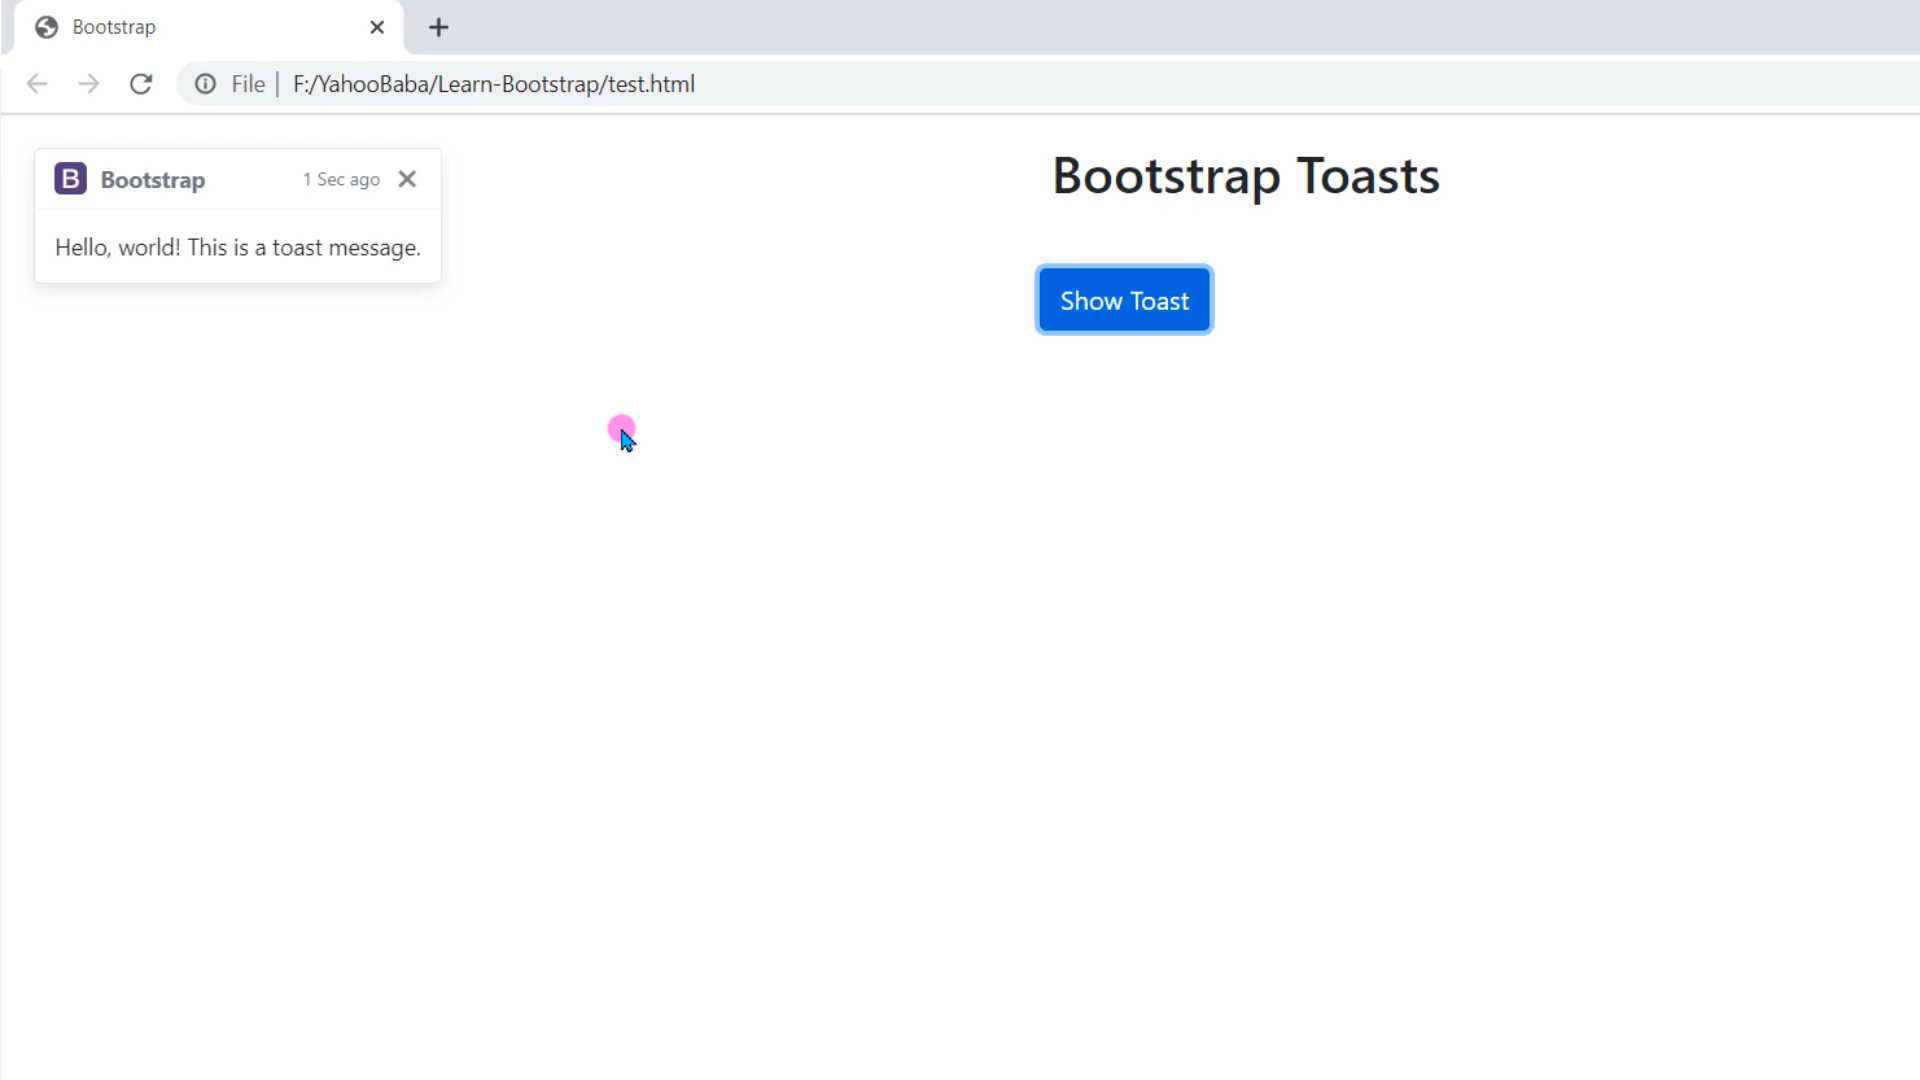 Bootstrap
File F:/YahooBaba/Learn-Bootstrap/test.html
B Bootstrap 1 Sec ago
Hello, world! This is a toast message.
Bootstrap Toasts
Show Toast